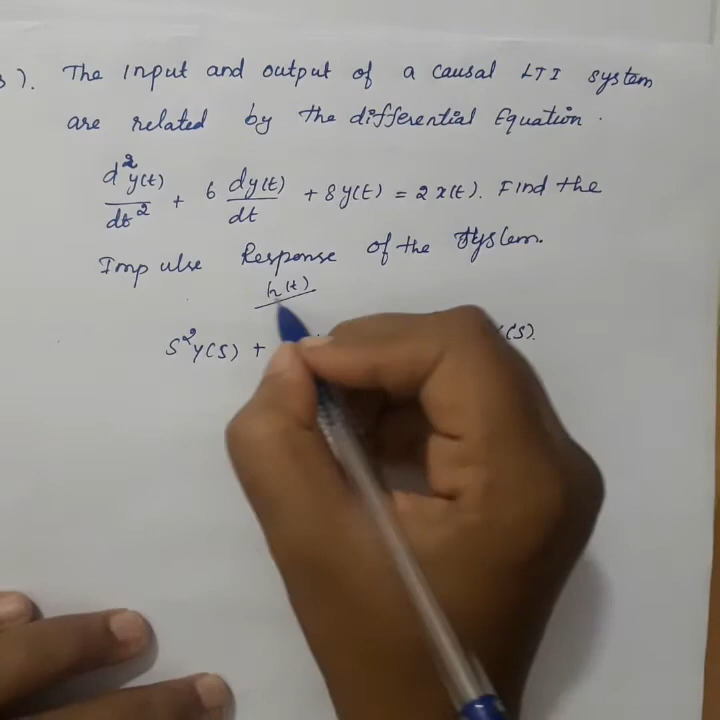 ). The input and output of a causal LTI system
are related by the differential Equation.
d²y(t)/dt² + 6 dy(t)/dt + 8y(t) = 2x(t). Find the
Impulse Response of the System.
h(t)
S²Y(S) + (S).